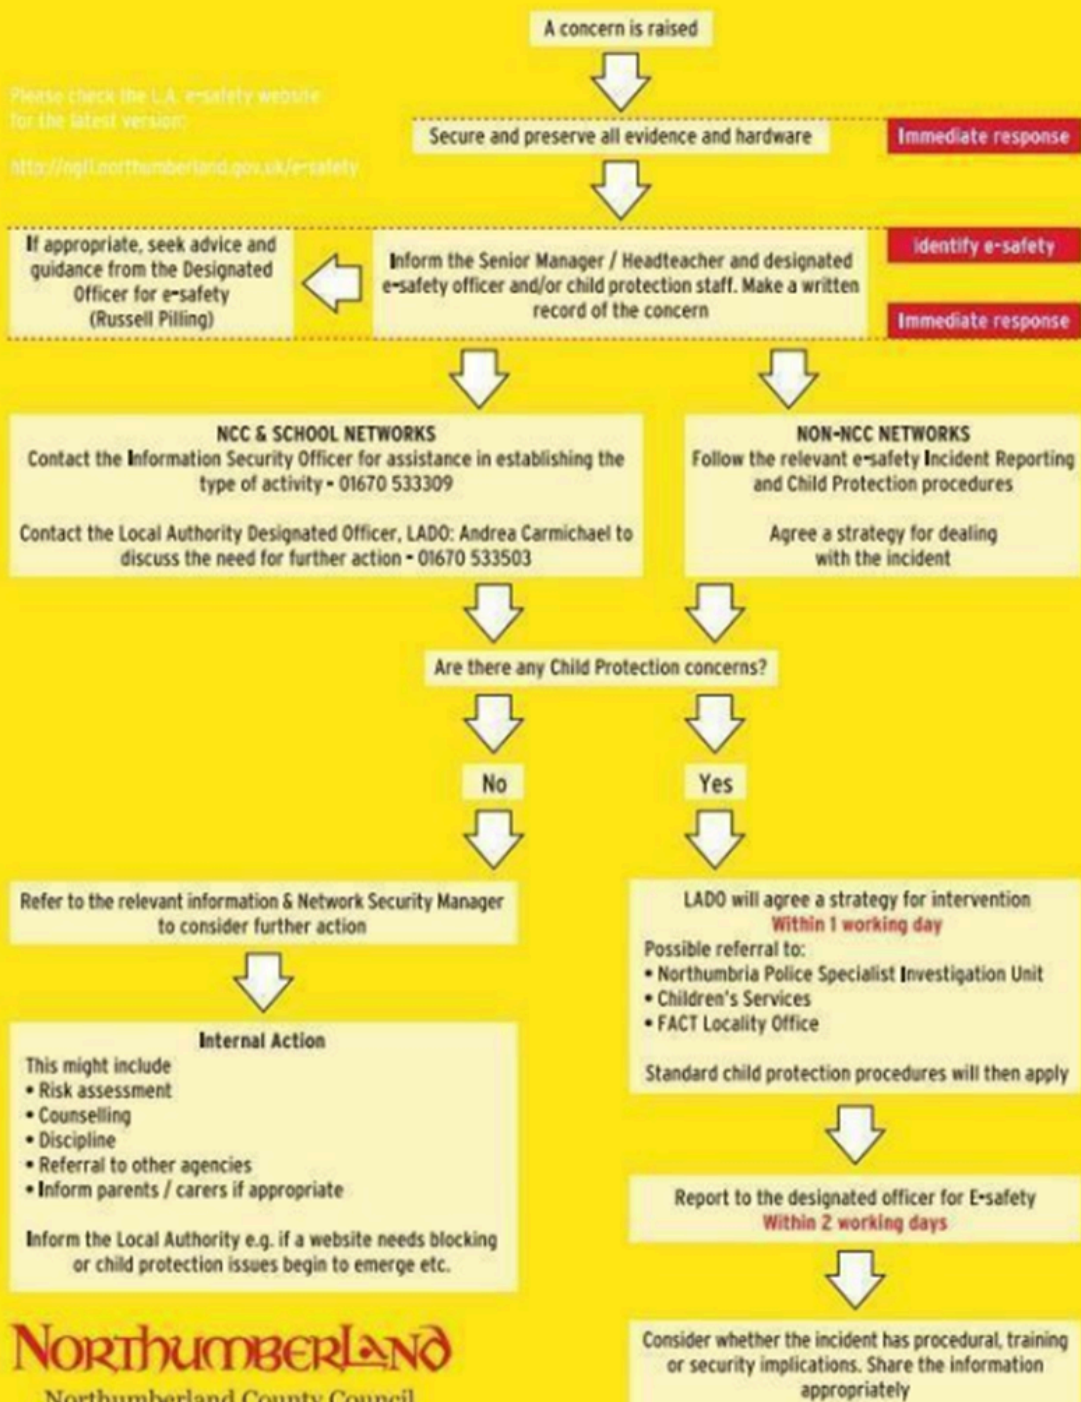 A concern is raised
Please check the L.A. e-safety website
for the latest version:
http://ngfl.northumberland.gov.uk/e-safety
Secure and preserve all evidence and hardware
Immediate response
If appropriate, seek advice and
guidance from the Designated
Officer for e-safety
(Russell Pilling)
Inform the Senior Manager / Headteacher and designated
e-safety officer and/or child protection staff. Make a written
record of the concern
Identify e-safety
Immediate response
NCC & SCHOOL NETWORKS
Contact the Information Security Officer for assistance in establishing the
type of activity - 01670 533309
Contact the Local Authority Designated Officer, LADO: Andrea Carmichael to
discuss the need for further action - 01670 533503
NON-NCC NETWORKS
Follow the relevant e-safety Incident Reporting
and Child Protection procedures
Agree a strategy for dealing
with the incident
Are there any Child Protection concerns?
No
Yes
Refer to the relevant information & Network Security Manager
to consider further action
Internal Action
This might include
• Risk assessment
• Counselling
• Discipline
• Referral to other agencies
• Inform parents / carers if appropriate
Inform the Local Authority e.g. if a website needs blocking
or child protection issues begin to emerge etc.
LADO will agree a strategy for intervention
Within 1 working day
Possible referral to:
• Northumbria Police Specialist Investigation Unit
• Children's Services
• FACT Locality Office
Standard child protection procedures will then apply
Report to the designated officer for E-safety
Within 2 working days
Consider whether the incident has procedural, training
or security implications. Share the information
appropriately
NORTHUMBERLAND
Northumberland County Council